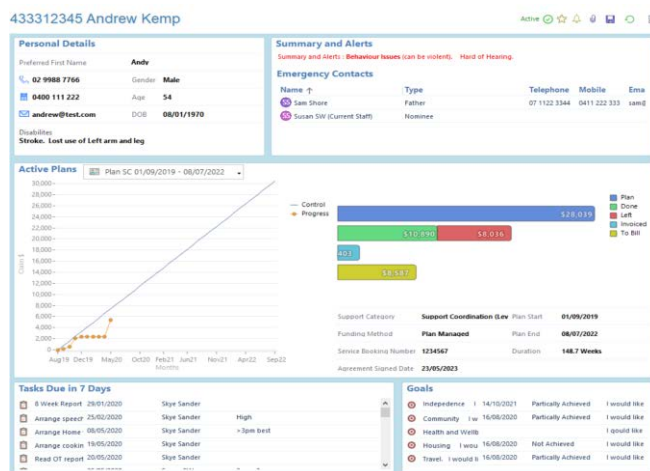 433312345 Andrew Kemp
Active
Personal Details
Preferred First Name Andy
02 9988 7766 Gender Male
0400 111 222 Age 54
andrew@test.com DOB 08/01/1970
Disabilites
Stroke. Lost use of Left arm and leg
Summary and Alerts
Summary and Alerts : Behaviour Issues (can be violent). Hard of Hearing.
Emergency Contacts
Name Type Telephone Mobile Ema
SS Sam Shore Father 07 1122 3344 0411 222 333 sam@
SS Susan SW (Current Staff) Nominee
Active Plans Plan SC 01/09/2019 - 08/07/2022
30,000
28,000
26,000
24,000
22,000
20,000
18,000
16,000
14,000
12,000
10,000
8,000
6,000
4,000
2,000
0
Aug19 Dec19 May20 Oct20 Feb21 Jun21 Nov21 Apr22 Sep22
Months
Control
Progress
$28,039
$10,890 $8,036
403
$8,587
Plan
Done
Left
Invoiced
To Bill
Support Category Support Coordination (Lev Plan Start 01/09/2019
Funding Method Plan Managed Plan End 08/07/2022
Service Booking Number 1234567 Duration 148.7 Weeks
Agreement Signed Date 23/05/2023
Tasks Due in 7 Days
8 Week Report 29/01/2020 Skye Sander
Arrange speech 25/02/2020 Skye Sander High
Arrange Home 08/05/2020 Skye Sander >3pm best
Arrange cookin 19/05/2020 Skye Sander
Read OT report 20/05/2020 Skye Sander
Goals
Indepedence I 14/10/2021 Partically Achieved I would like
Community I w 16/08/2020 Partically Achieved I would like
Health and Wellb I qould like
Housing I wou 16/08/2020 Not Achieved I would like
Travel. I would li 16/08/2020 Partically Achieved I would like